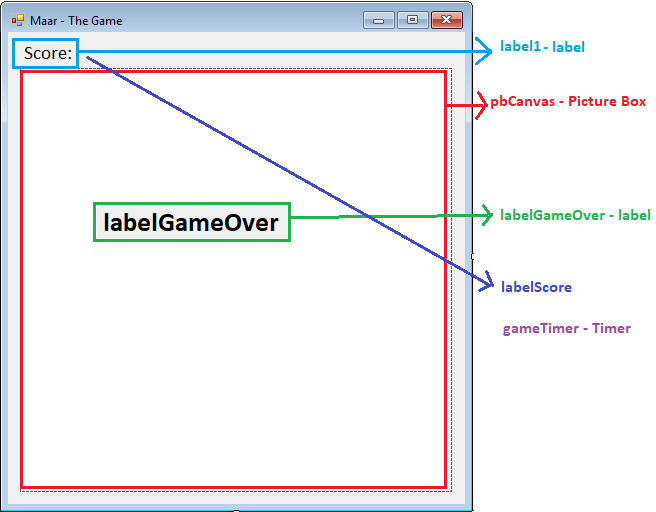 Maar - The Game
Score:
label1 - label
pbCanvas - Picture Box
labelGameOver
labelGameOver - label
labelScore
gameTimer - Timer